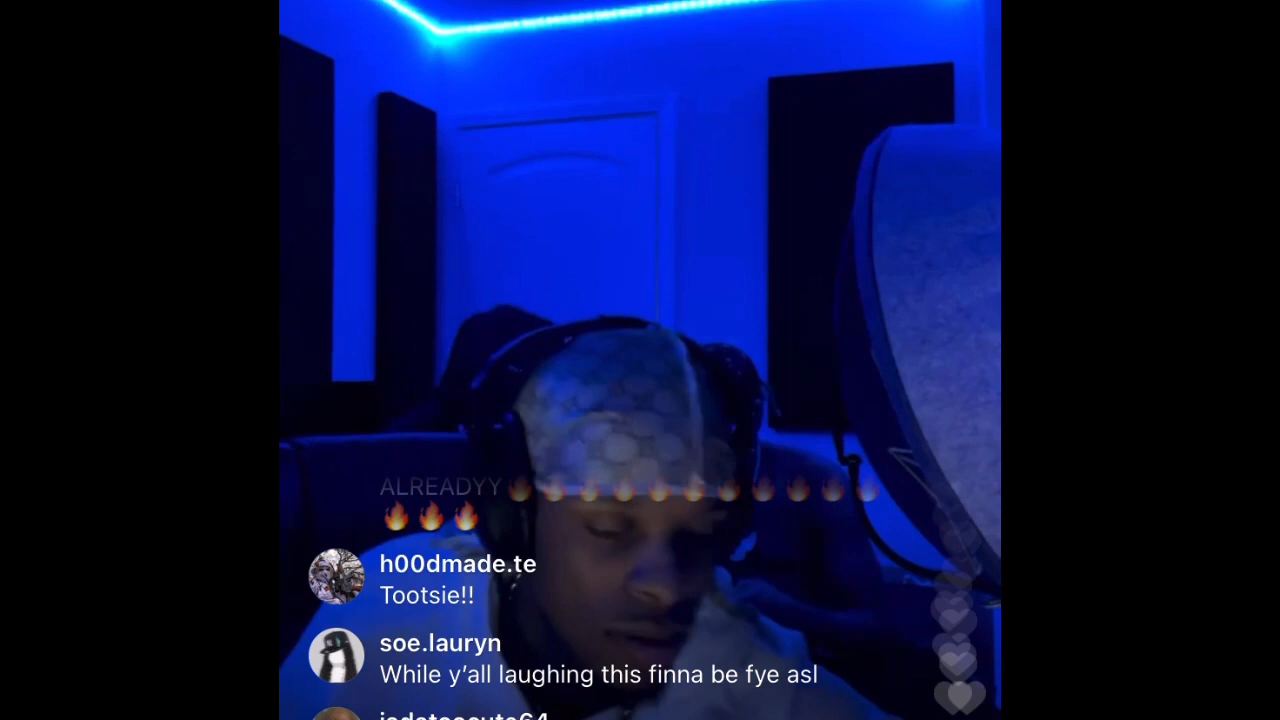 ALREADYY🔥🔥🔥🔥🔥🔥🔥🔥🔥🔥🔥
🔥🔥🔥
h00dmade.te
Tootsie!!
soe.lauryn
While y’all laughing this finna be fye asl